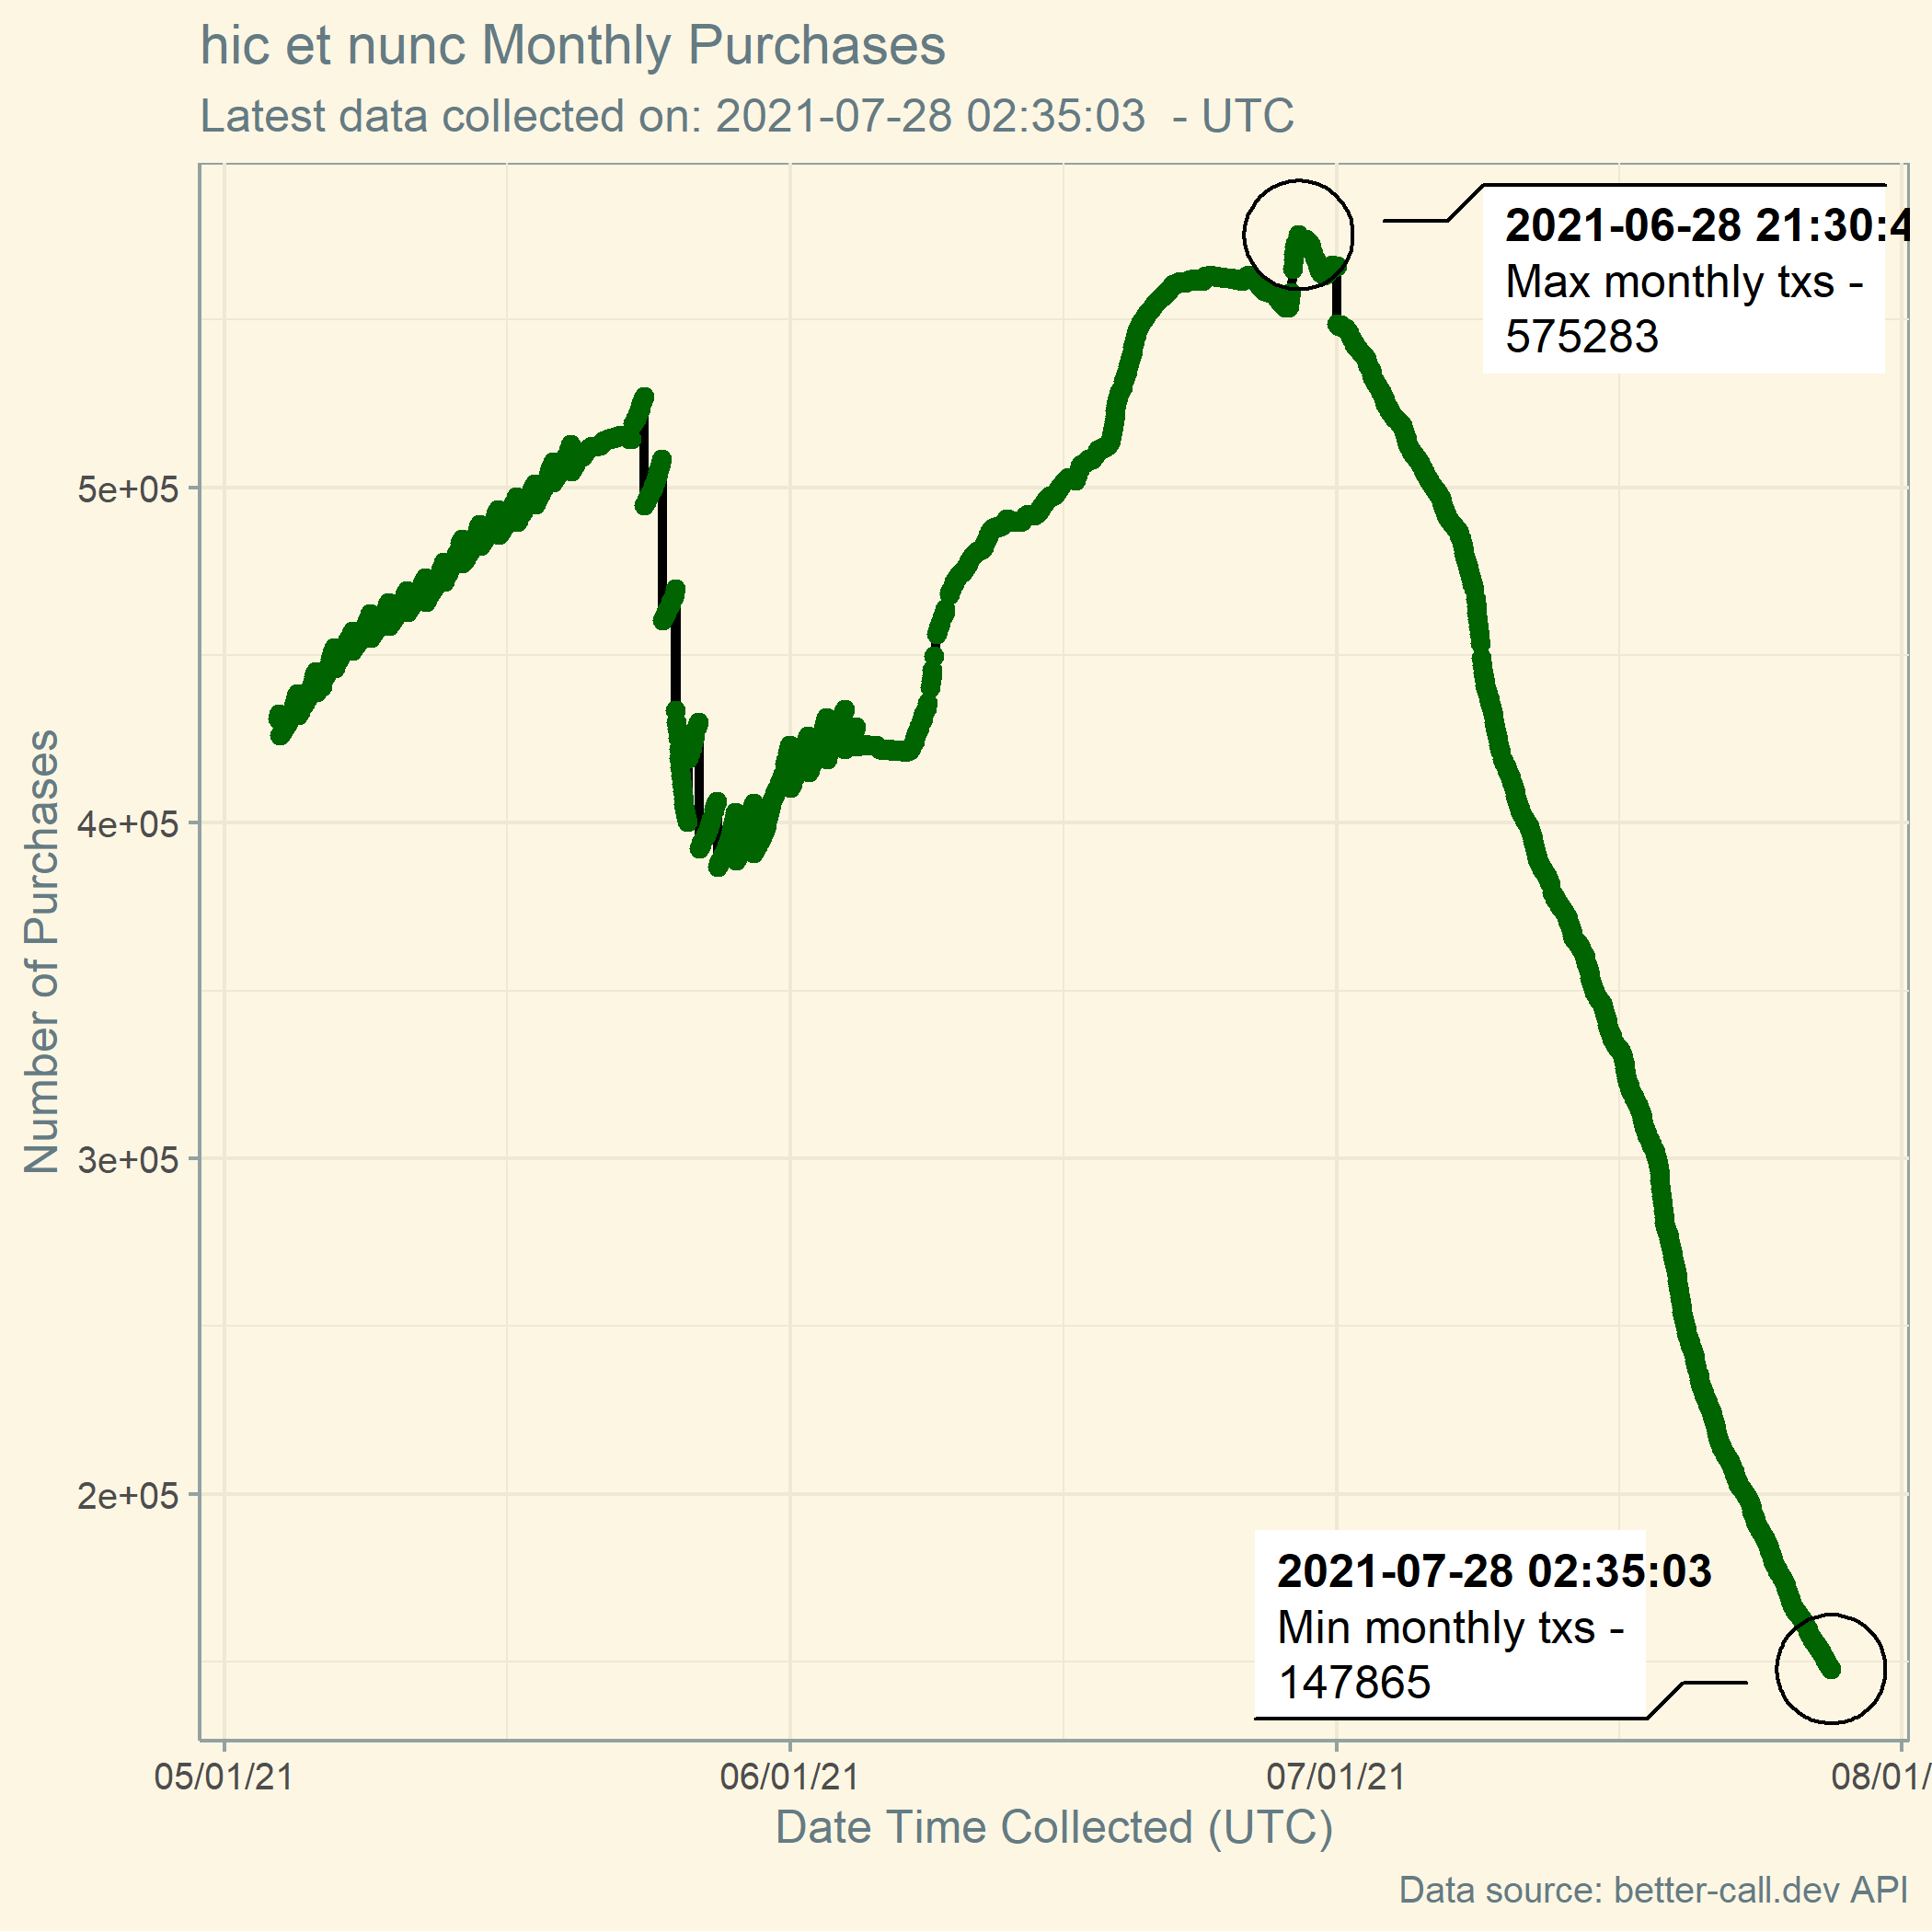 hic et nunc Monthly Purchases
Latest data collected on: 2021-07-28 02:35:03  - UTC
2021-06-28 21:30:4
Max monthly txs -
575283
Number of Purchases
5e+05
4e+05
3e+05
2e+05
2021-07-28 02:35:03
Min monthly txs -
147865
05/01/21
06/01/21
07/01/21
08/01/
Date Time Collected (UTC)
Data source: better-call.dev API